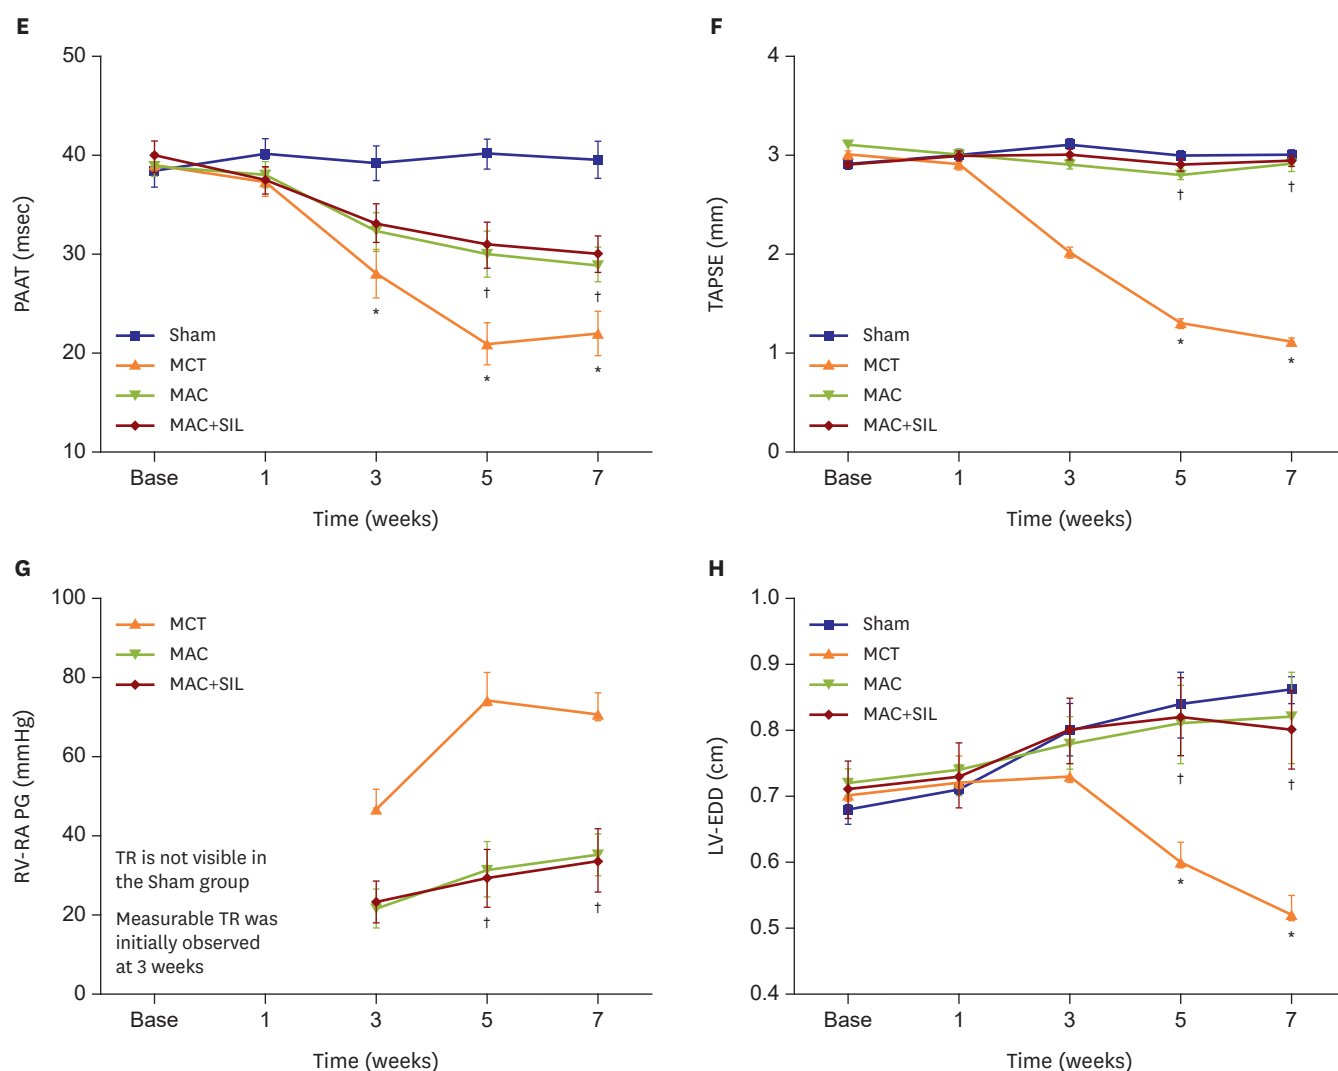 E
50
40
30
20
10
PAAT (msec)
Sham
MCT
MAC
MAC+SIL
*
*
*
†
†
Base 1 3 5 7
Time (weeks)
F
4
3
2
1
0
TAPSE (mm)
Sham
MCT
MAC
MAC+SIL
†
†
*
*
Base 1 3 5 7
Time (weeks)
G
100
80
60
40
20
0
RV-RA PG (mmHg)
MCT
MAC
MAC+SIL
TR is not visible in
the Sham group
Measurable TR was
initially observed
at 3 weeks
†
†
Base 1 3 5 7
Time (weeks)
H
1.0
0.9
0.8
0.7
0.6
0.5
0.4
LV-EDD (cm)
Sham
MCT
MAC
MAC+SIL
†
†
*
*
Base 1 3 5 7
Time (weeks)